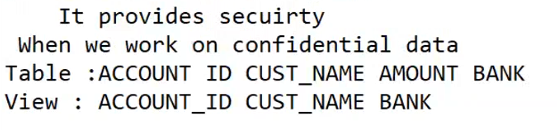 It provides secuirty
When we work on confidential data
Table :ACCOUNT ID CUST_NAME AMOUNT BANK
View : ACCOUNT_ID CUST_NAME BANK